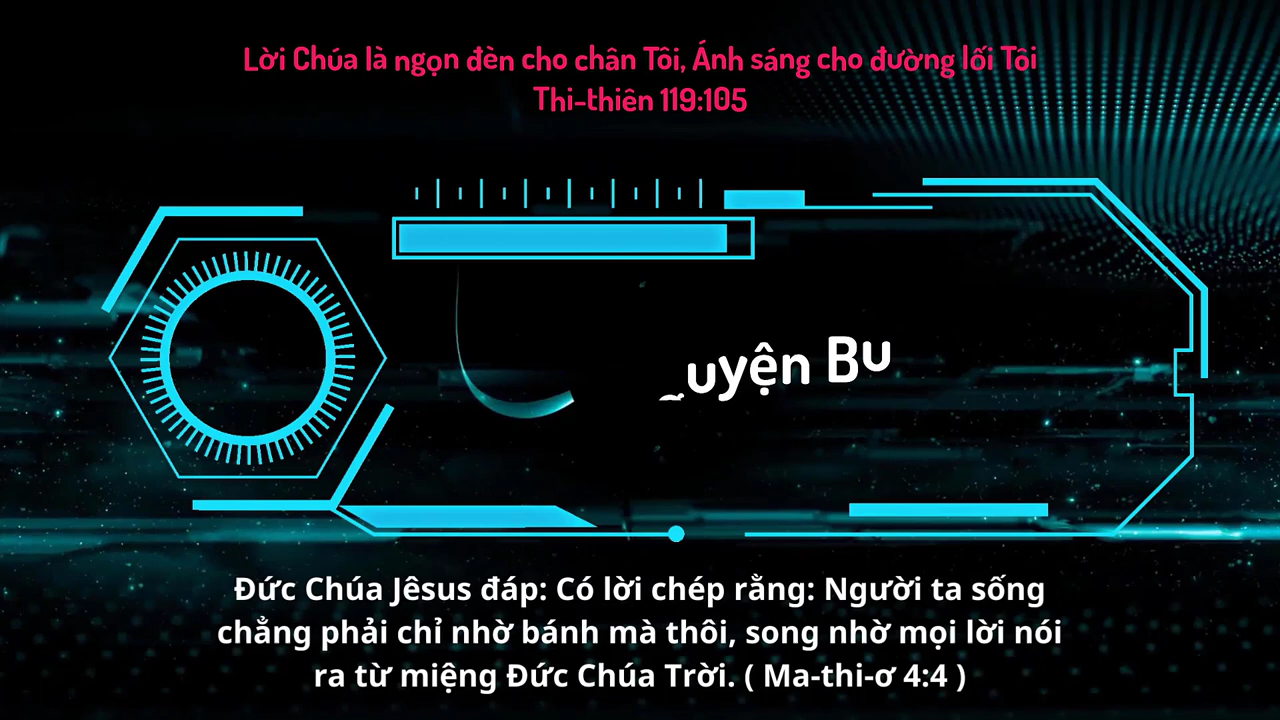 Lời Chúa là ngọn đèn cho chân Tôi, Ánh sáng cho đường lối Tôi
Thi-thiên 119:105
uyện Bu
Đức Chúa Jêsus đáp: Có lời chép rằng: Người ta sống
chẳng phải chỉ nhờ bánh mà thôi, song nhờ mọi lời nói
ra từ miệng Đức Chúa Trời. ( Ma-thi-ơ 4:4 )